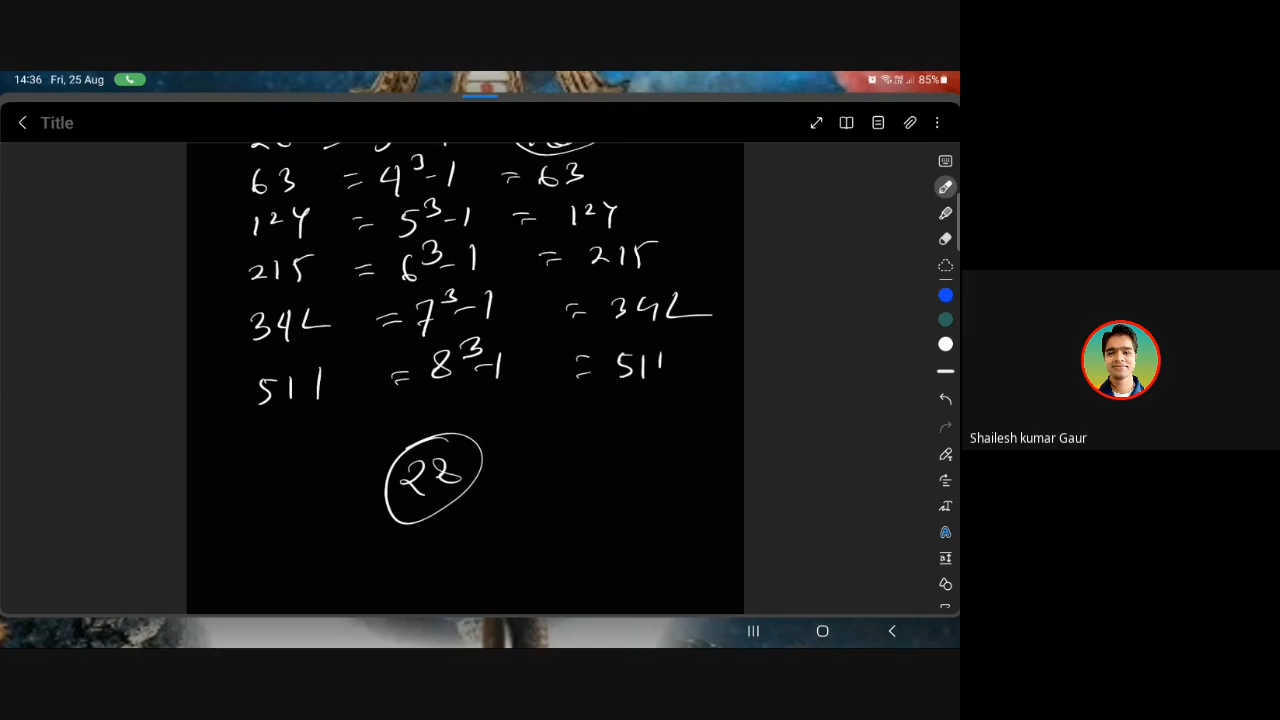 14:36 Fri, 25 Aug
85%
Title
63 = 4³-1 = 63
124 = 5³-1 = 124
215 = 6³-1 = 215
342 = 7³-1 = 342
511 = 8³-1 = 511
28
Shailesh kumar Gaur